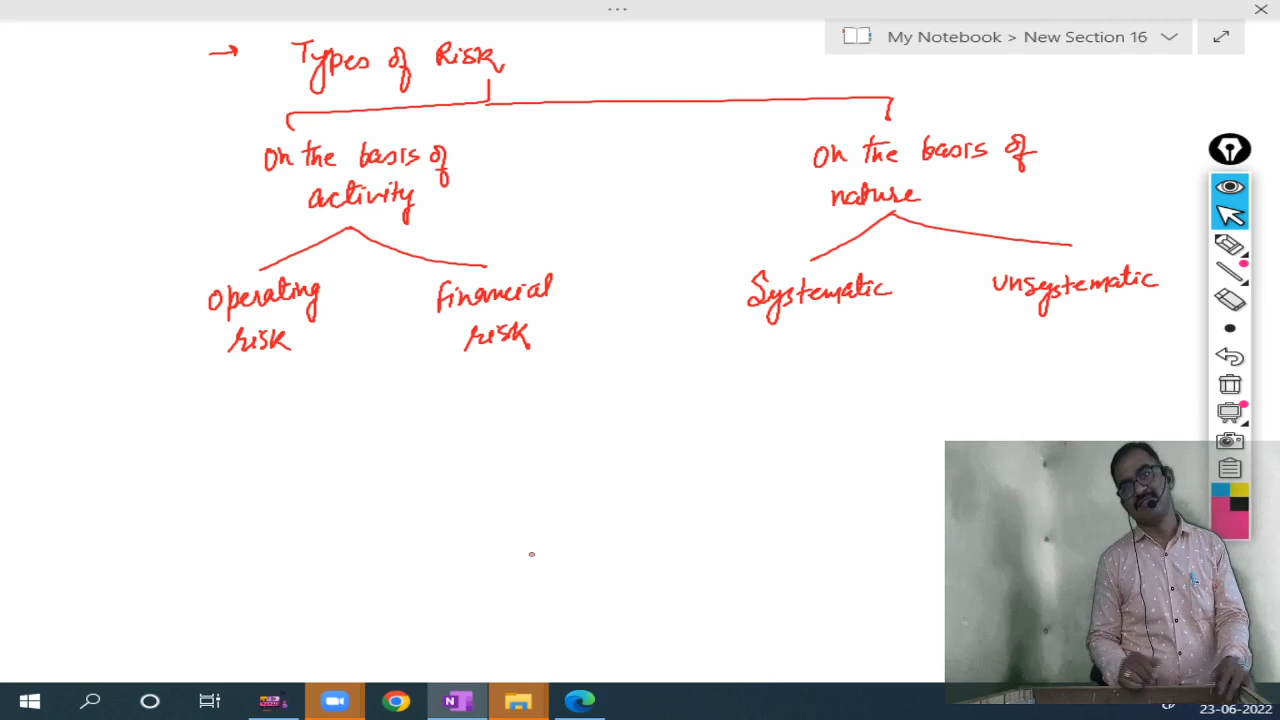 My Notebook > New Section 16
→ Types of Risk
On the basis of
activity
On the basis of
nature
Operating
risk
financial
risk
Systematic
unsystematic
23-06-2022